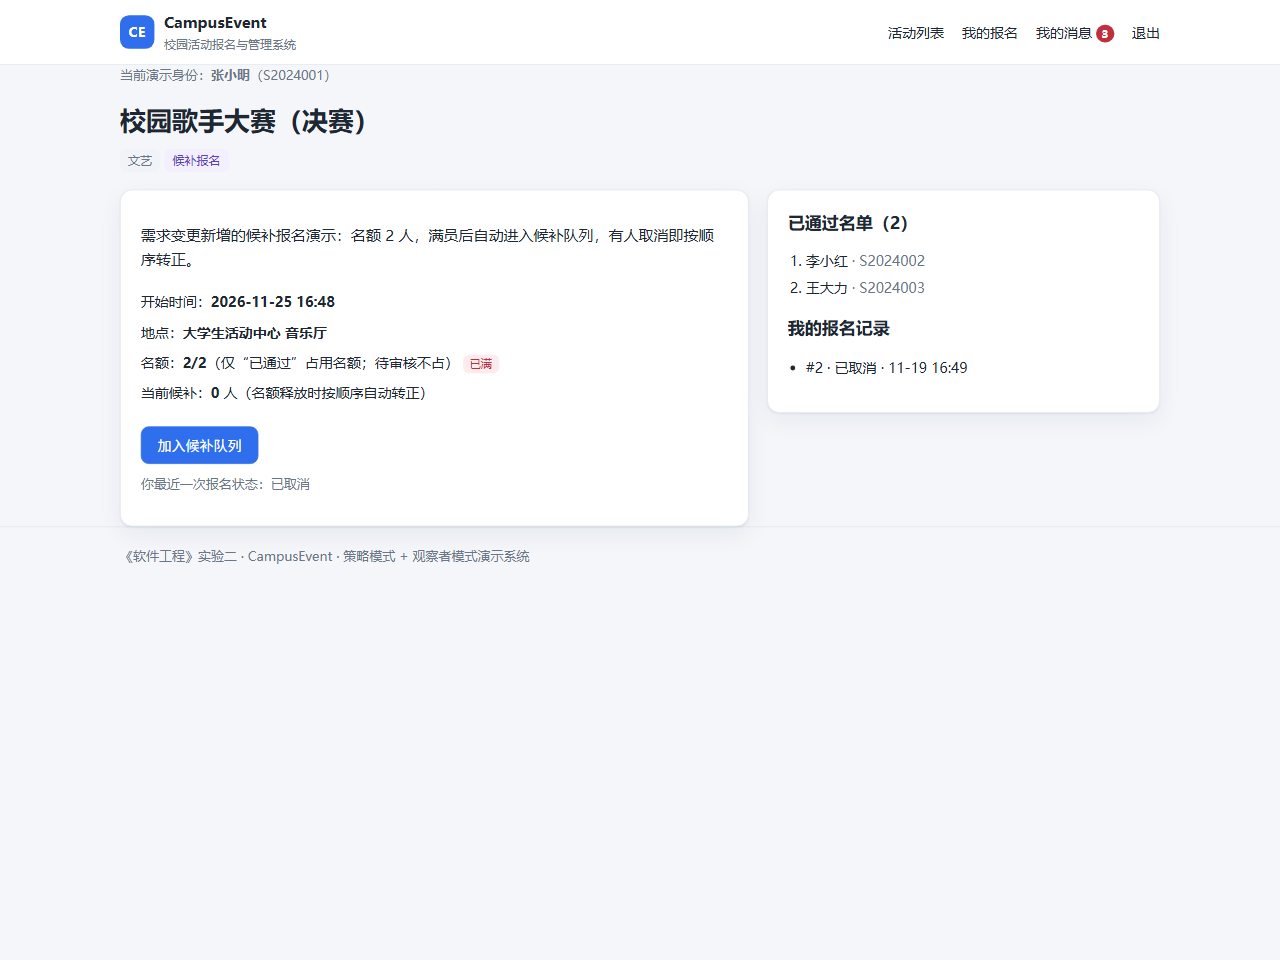 CE
CampusEvent
校园活动报名与管理系统
活动列表 我的报名 我的消息 3 退出
当前演示身份：张小明（S2024001）
校园歌手大赛（决赛）
文艺 候补报名
需求变更新增的候补报名演示：名额 2 人，满员后自动进入候补队列，有人取消即按顺
序转正。
开始时间：2026-11-25 16:48
地点：大学生活动中心 音乐厅
名额：2/2（仅“已通过”占用名额；待审核不占） 已满
当前候补：0 人（名额释放时按顺序自动转正）
加入候补队列
你最近一次报名状态：已取消
已通过名单（2）
1. 李小红 · S2024002
2. 王大力 · S2024003
我的报名记录
• #2 · 已取消 · 11-19 16:49
《软件工程》实验二 · CampusEvent · 策略模式 + 观察者模式演示系统